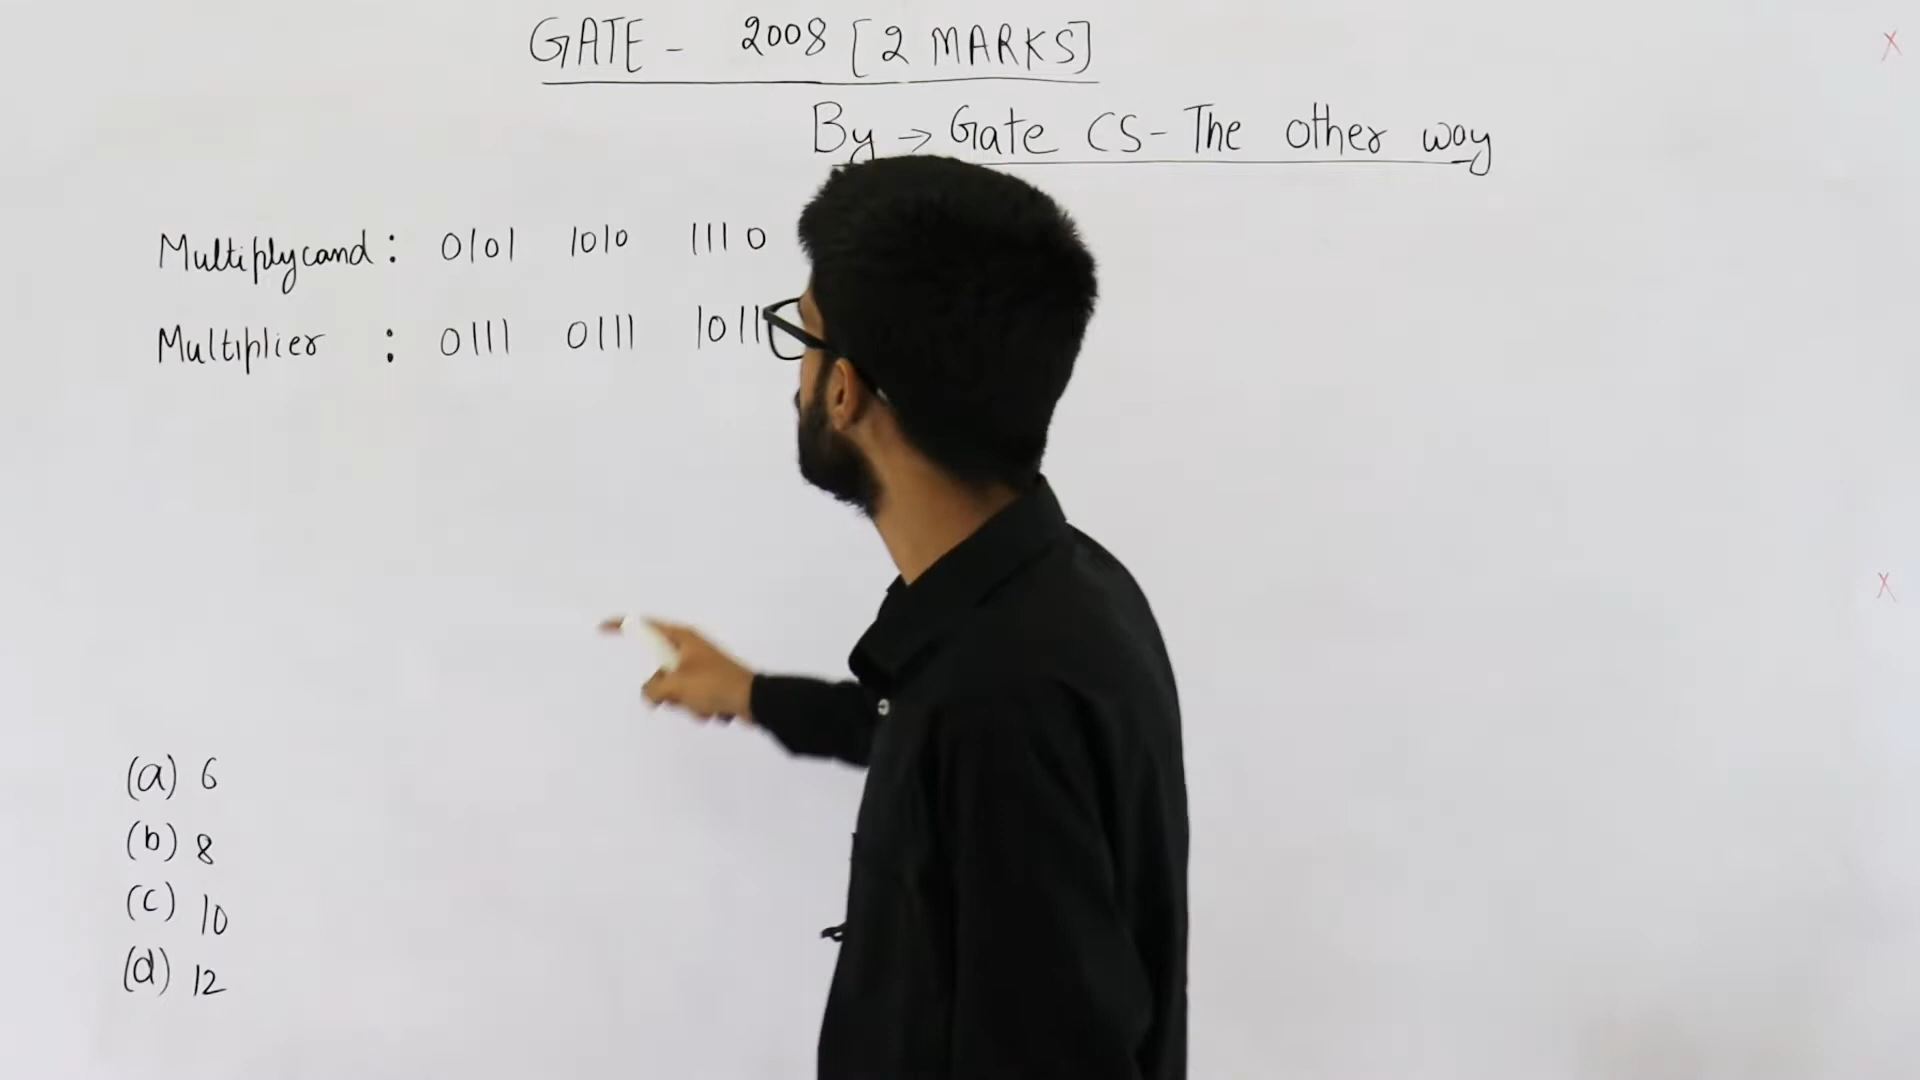 GATE - 2008 [2 MARKS]
By → Gate CS - The other way
Multiplycand : 0101 1010 1110
Multiplier : 0111 0111 1011
(a) 6
(b) 8
(c) 10
(d) 12
x
x